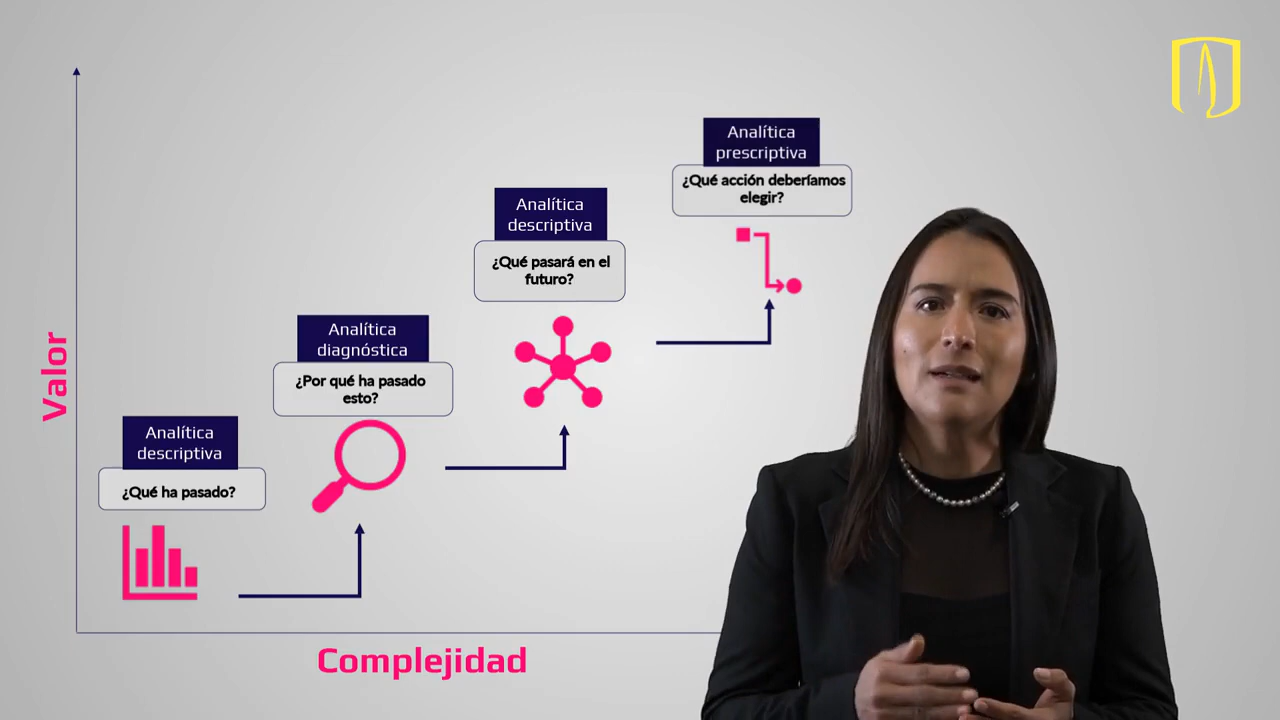 Analítica
prescriptiva
¿Qué acción deberíamos
elegir?
Analítica
descriptiva
¿Qué pasará en el
futuro?
Analítica
diagnóstica
¿Por qué ha pasado
esto?
Analítica
descriptiva
¿Qué ha pasado?
Valor
Complejidad